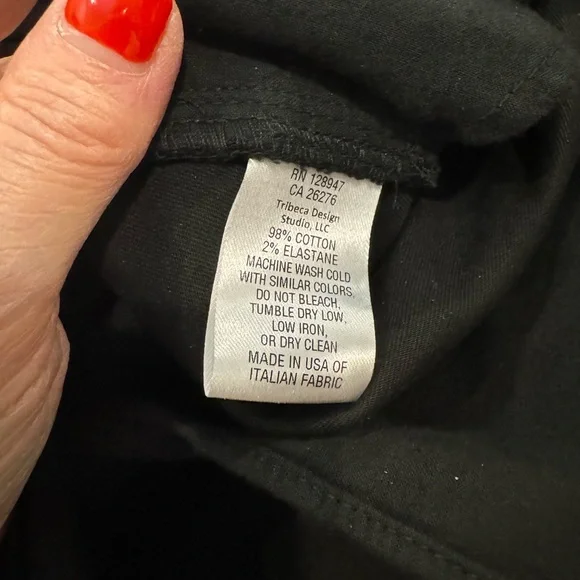 RN 128947
CA 26276
Tribeca Design
Studio, LLC
98% COTTON
2% ELASTANE
MACHINE WASH COLD
WITH SIMILAR COLORS,
DO NOT BLEACH,
TUMBLE DRY LOW,
LOW IRON,
OR DRY CLEAN
MADE IN USA OF
ITALIAN FABRIC